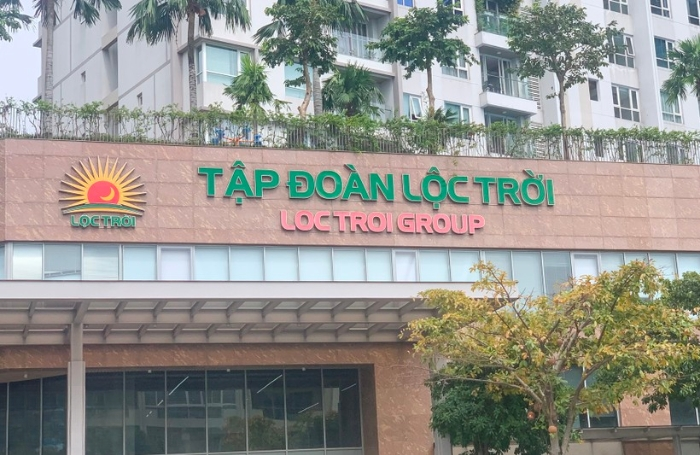 TẬP ĐOÀN LỘC TRỜI
LOC TROI GROUP
LỘC TRỜI